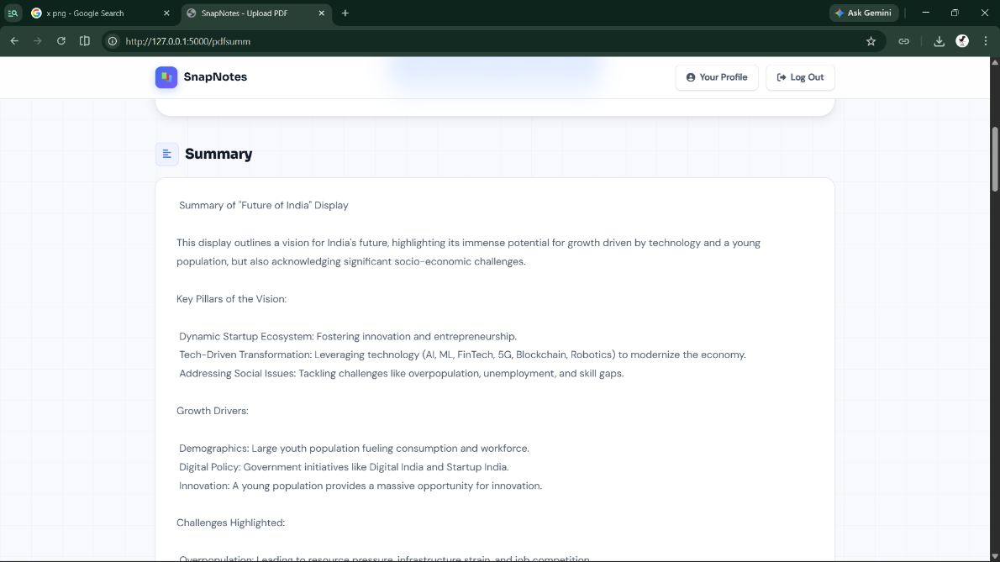 x png - Google Search
SnapNotes - Upload PDF
Ask Gemini
http://127.0.0.1:5000/pdfsumm
SnapNotes
Your Profile
Log Out
Summary
Summary of "Future of India" Display
This display outlines a vision for India's future, highlighting its immense potential for growth driven by technology and a young
population, but also acknowledging significant socio-economic challenges.
Key Pillars of the Vision:
Dynamic Startup Ecosystem: Fostering innovation and entrepreneurship.
Tech-Driven Transformation: Leveraging technology (AI, ML, FinTech, 5G, Blockchain, Robotics) to modernize the economy.
Addressing Social Issues: Tackling challenges like overpopulation, unemployment, and skill gaps.
Growth Drivers:
Demographics: Large youth population fueling consumption and workforce.
Digital Policy: Government initiatives like Digital India and Startup India.
Innovation: A young population provides a massive opportunity for innovation.
Challenges Highlighted:
Overpopulation: Leading to resource pressure, infrastructure strain, and job competition.